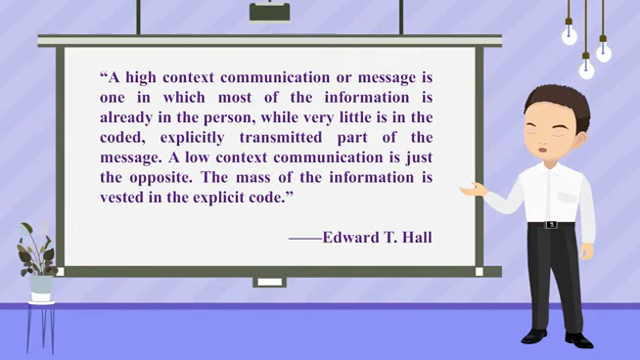 “A high context communication or message is
one in which most of the information is
already in the person, while very little is in the
coded, explicitly transmitted part of the
message. A low context communication is just
the opposite. The mass of the information is
vested in the explicit code.”
——Edward T. Hall